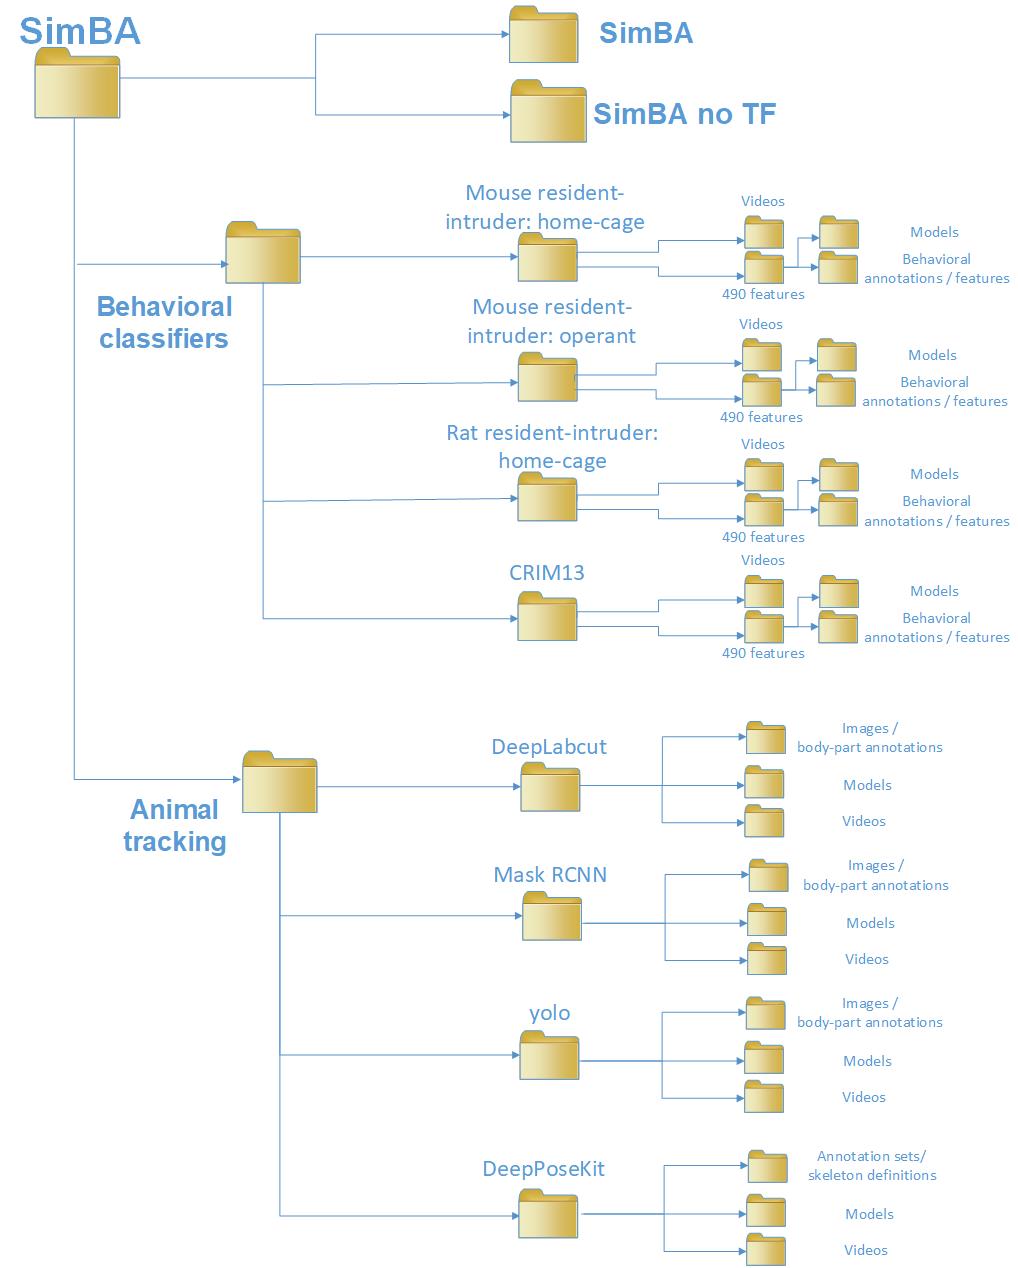 SimBA
SimBA
SimBA no TF
Behavioral
classifiers
Mouse resident-
intruder: home-cage
Videos
Models
Behavioral
annotations / features
490 features
Mouse resident-
intruder: operant
Videos
Models
Behavioral
annotations / features
490 features
Rat resident-intruder:
home-cage
Videos
Models
Behavioral
annotations / features
490 features
CRIM13
Videos
Models
Behavioral
annotations / features
490 features
Animal
tracking
DeepLabcut
Images /
body-part annotations
Models
Videos
Mask RCNN
Images /
body-part annotations
Models
Videos
yolo
Images /
body-part annotations
Models
Videos
DeepPoseKit
Annotation sets/
skeleton definitions
Models
Videos